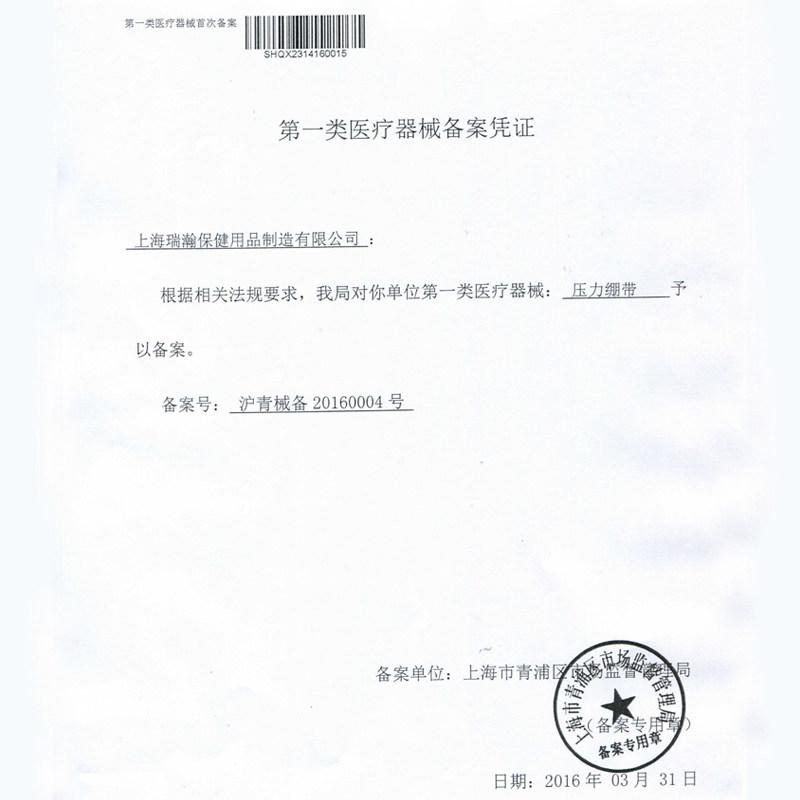 第一类医疗器械首次备案
SHQX2314160015
第一类医疗器械备案凭证
上海瑞瀚保健用品制造有限公司：
根据相关法规要求，我局对你单位第一类医疗器械：压力绷带 予
以备案。
备案号：沪青械备 20160004 号
备案单位：上海市青浦区市场监督管理局
（备案专用章）
上海市青浦区市场监督管理局
备案专用章
日期：2016 年 03 月 31 日